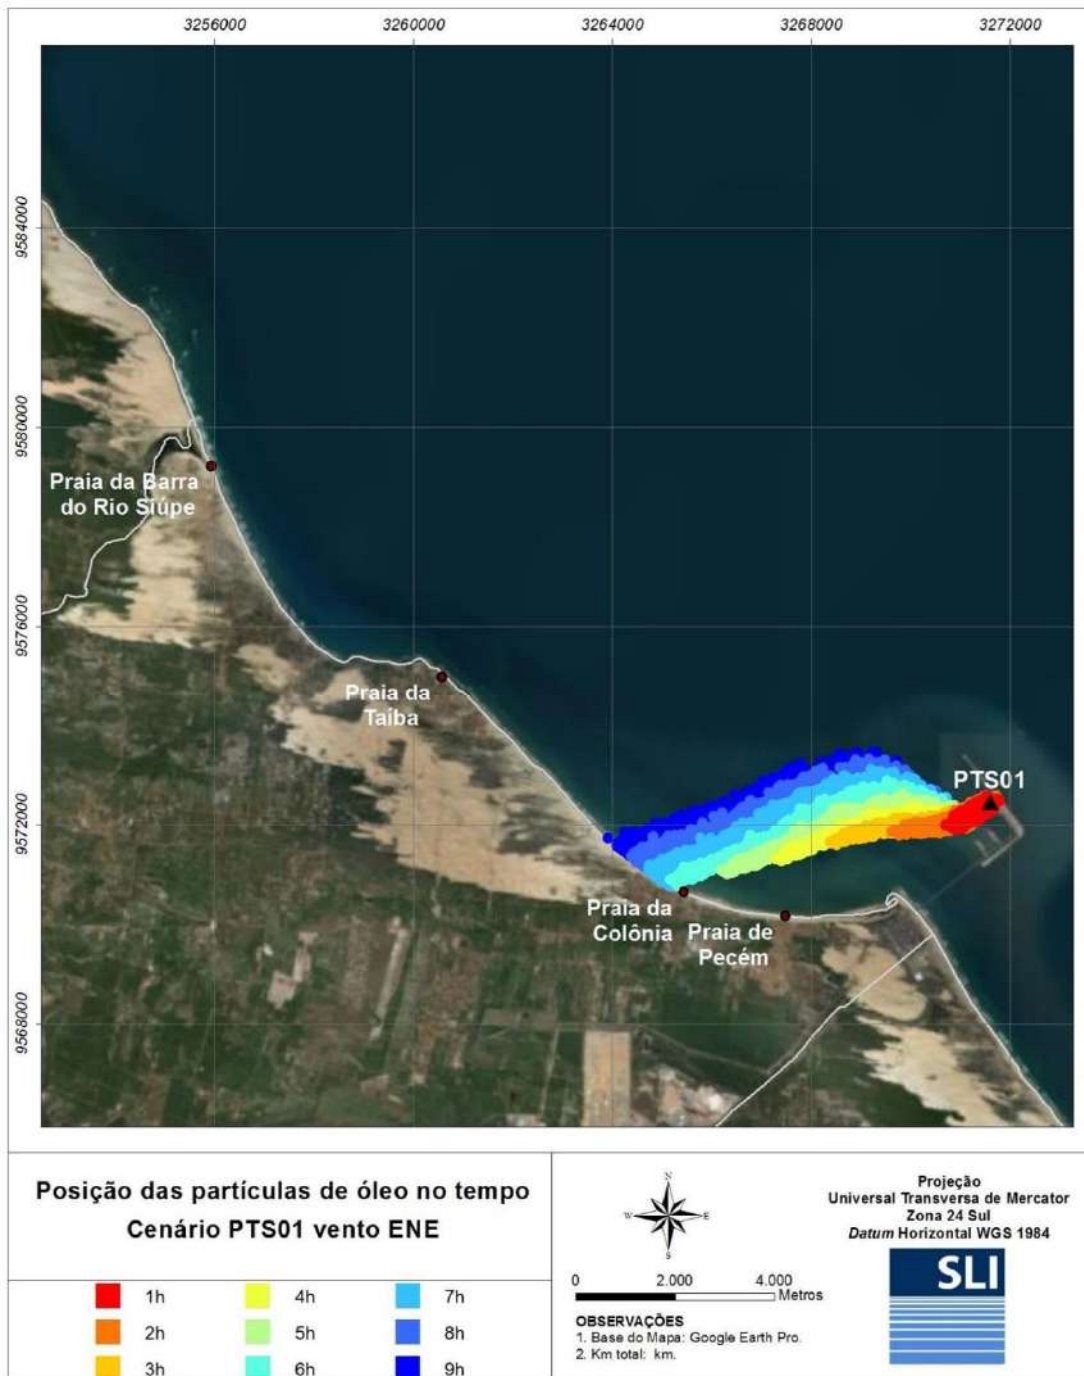 3256000 3260000 3264000 3268000 3272000
9584000
9580000
9576000
9572000
9568000
Praia da Barra
do Rio Siúpe
Praia da
Taíba
PTS01
Praia da
Colônia
Praia de
Pecém
Posição das partículas de óleo no tempo
Cenário PTS01 vento ENE
1h 4h 7h
2h 5h 8h
3h 6h 9h
N
W E
S
0 2.000 4.000
Metros
OBSERVAÇÕES
1. Base do Mapa: Google Earth Pro.
2. Km total: km.
Projeção
Universal Transversa de Mercator
Zona 24 Sul
Datum Horizontal WGS 1984
SLI